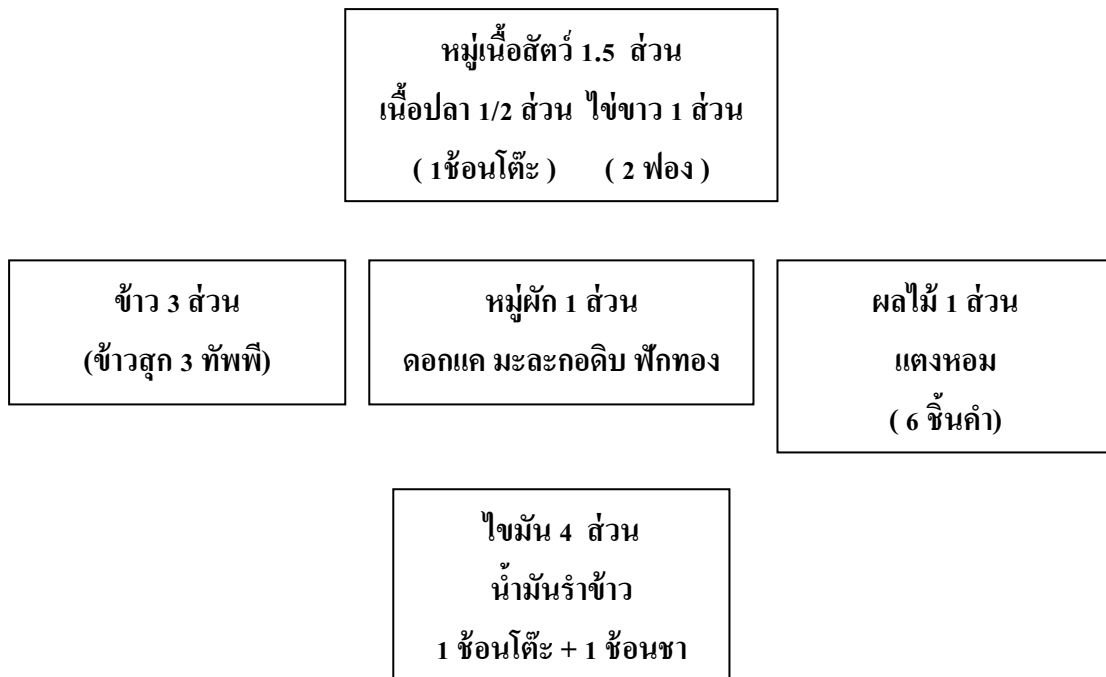 หมู่เนื้อสัตว์ 1.5 ส่วน
เนื้อปลา 1/2 ส่วน ไข่ขาว 1 ส่วน
( 1ช้อนโต๊ะ ) ( 2 ฟอง )
ข้าว 3 ส่วน
(ข้าวสุก 3 ทัพพี)
หมู่ผัก 1 ส่วน
ดอกแค มะละกอดิบ ฟักทอง
ผลไม้ 1 ส่วน
แตงหอม
( 6 ชิ้นคำ)
ไขมัน 4 ส่วน
น้ำมันรำข้าว
1 ช้อนโต๊ะ + 1 ช้อนชา